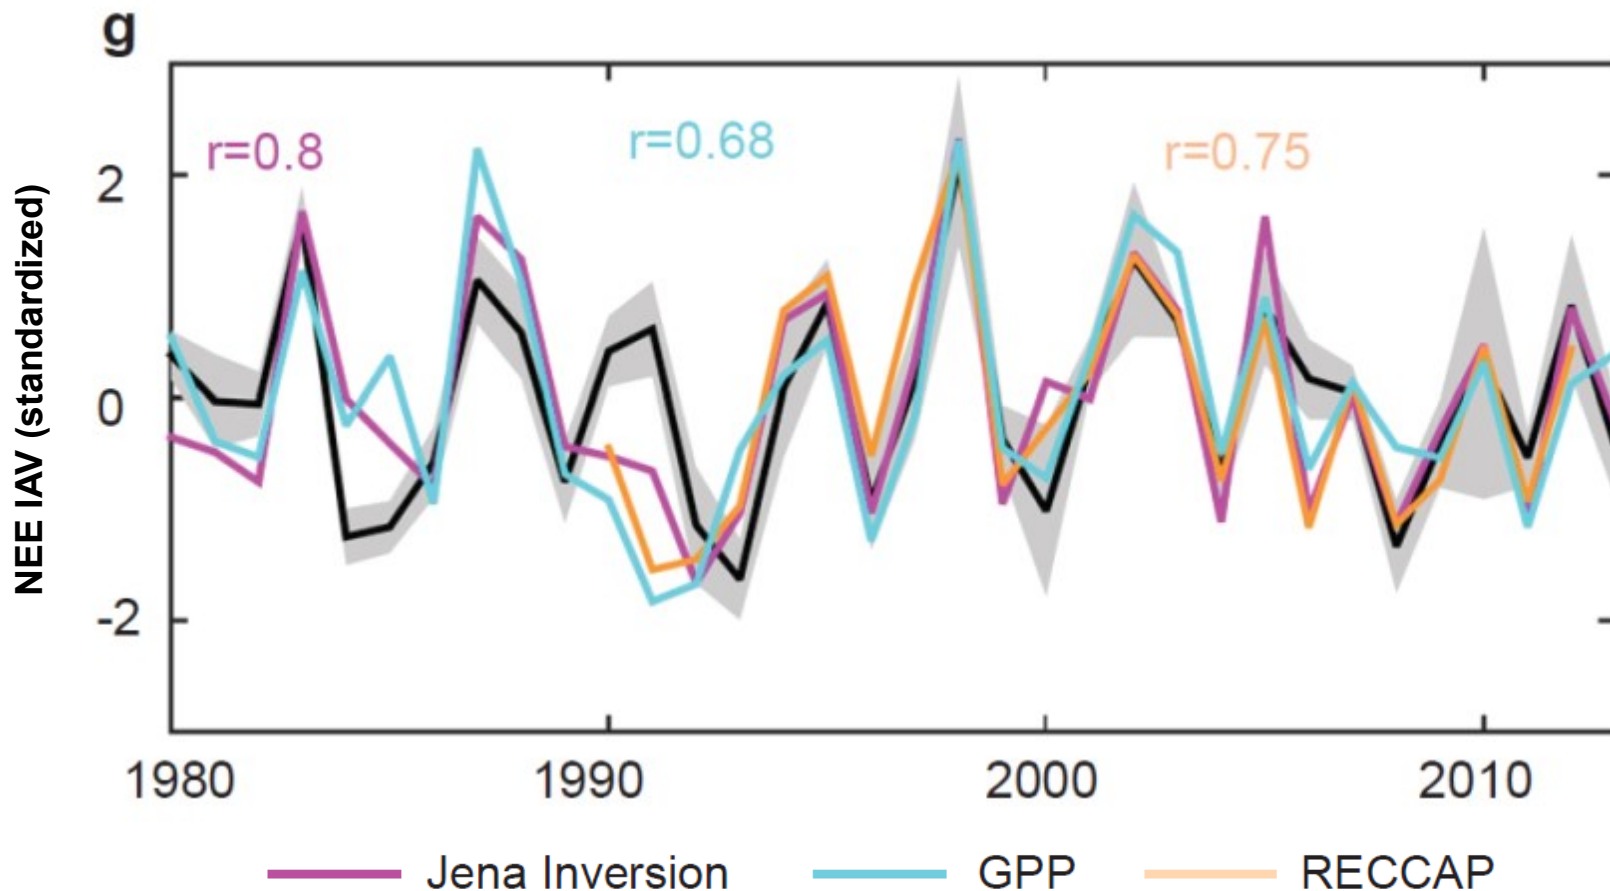 g
r=0.8
r=0.68
r=0.75
2
0
-2
NEE IAV (standardized)
1980 1990 2000 2010
Jena Inversion GPP RECCAP